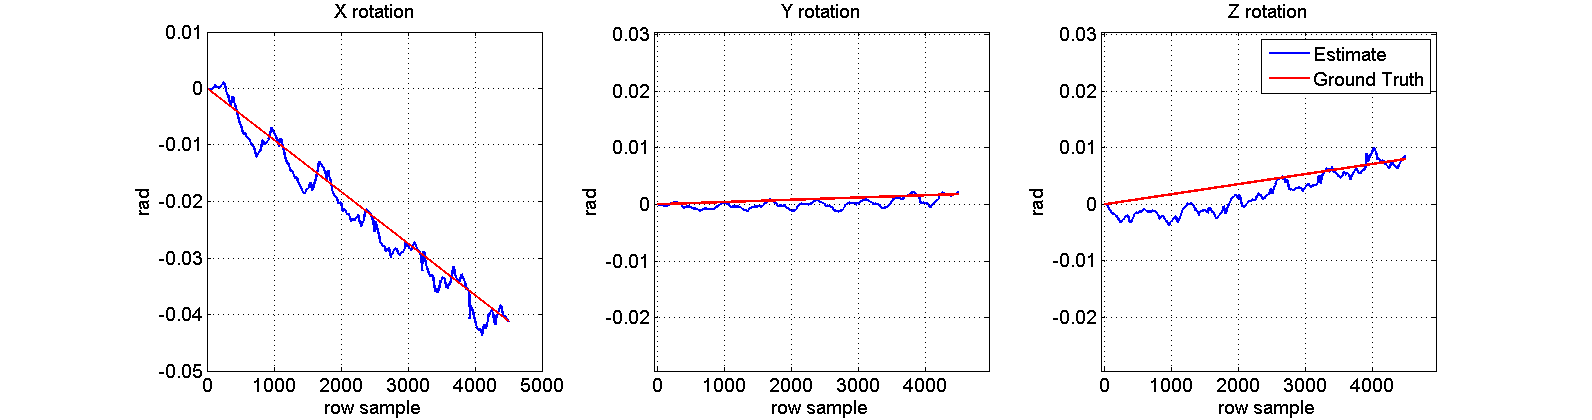 X rotation
0.01
0
-0.01
-0.02
-0.03
-0.04
-0.05
rad
0 1000 2000 3000 4000 5000
row sample
Y rotation
0.03
0.02
0.01
0
-0.01
-0.02
rad
0 1000 2000 3000 4000
row sample
Z rotation
0.03
0.02
0.01
0
-0.01
-0.02
rad
0 1000 2000 3000 4000
row sample
Estimate
Ground Truth